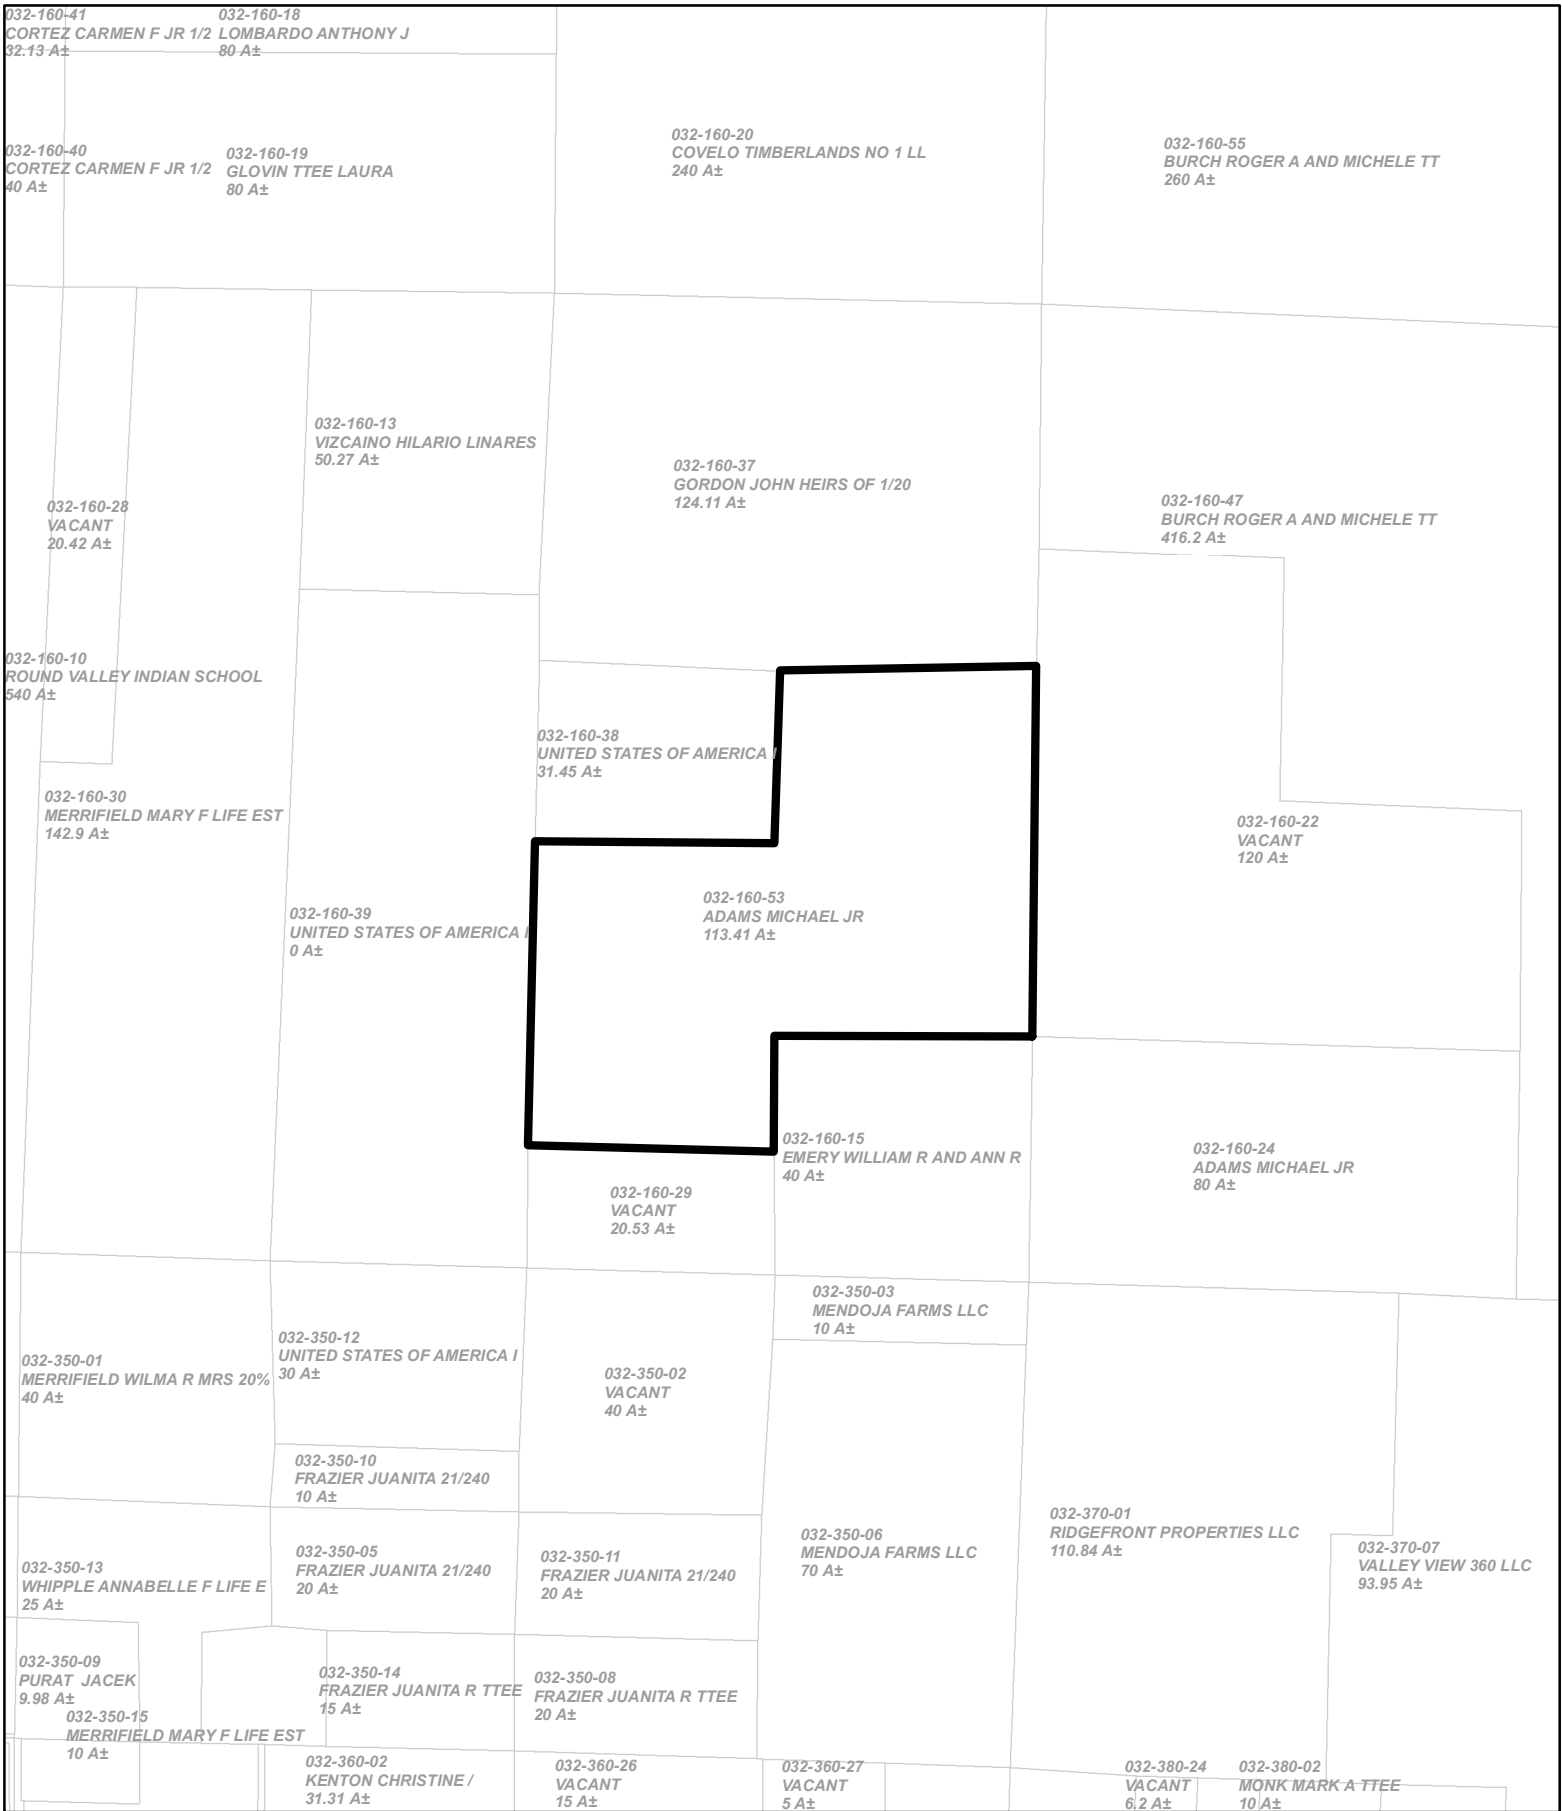 032-160-41
CORTEZ CARMEN F JR 1/2
32.13 A±
032-160-18
LOMBARDO ANTHONY J
80 A±
032-160-40
CORTEZ CARMEN F JR 1/2
40 A±
032-160-19
GLOVIN TTEE LAURA
80 A±
032-160-20
COVELO TIMBERLANDS NO 1 LL
240 A±
032-160-55
BURCH ROGER A AND MICHELE TT
260 A±
032-160-13
VIZCAINO HILARIO LINARES
50.27 A±
032-160-37
GORDON JOHN HEIRS OF 1/20
124.11 A±
032-160-28
VACANT
20.42 A±
032-160-47
BURCH ROGER A AND MICHELE TT
416.2 A±
032-160-10
ROUND VALLEY INDIAN SCHOOL
540 A±
032-160-38
UNITED STATES OF AMERICA I
31.45 A±
032-160-30
MERRIFIELD MARY F LIFE EST
142.9 A±
032-160-22
VACANT
120 A±
032-160-39
UNITED STATES OF AMERICA I
0 A±
032-160-53
ADAMS MICHAEL JR
113.41 A±
032-160-15
EMERY WILLIAM R AND ANN R
40 A±
032-160-24
ADAMS MICHAEL JR
80 A±
032-160-29
VACANT
20.53 A±
032-350-03
MENDOJA FARMS LLC
10 A±
032-350-12
UNITED STATES OF AMERICA I
30 A±
032-350-01
MERRIFIELD WILMA R MRS 20%
40 A±
032-350-02
VACANT
40 A±
032-350-10
FRAZIER JUANITA 21/240
10 A±
032-370-01
RIDGEFRONT PROPERTIES LLC
110.84 A±
032-350-06
MENDOJA FARMS LLC
70 A±
032-370-07
VALLEY VIEW 360 LLC
93.95 A±
032-350-05
FRAZIER JUANITA 21/240
20 A±
032-350-11
FRAZIER JUANITA 21/240
20 A±
032-350-13
WHIPPLE ANNABELLE F LIFE E
25 A±
032-350-09
PURAT  JACEK
9.98 A±
032-350-14
FRAZIER JUANITA R TTEE
15 A±
032-350-08
FRAZIER JUANITA R TTEE
20 A±
032-350-15
MERRIFIELD MARY F LIFE EST
10 A±
032-360-02
KENTON CHRISTINE /
31.31 A±
032-360-26
VACANT
15 A±
032-360-27
VACANT
5 A±
032-380-24
VACANT
6.2 A±
032-380-02
MONK MARK A TTEE
10 A±